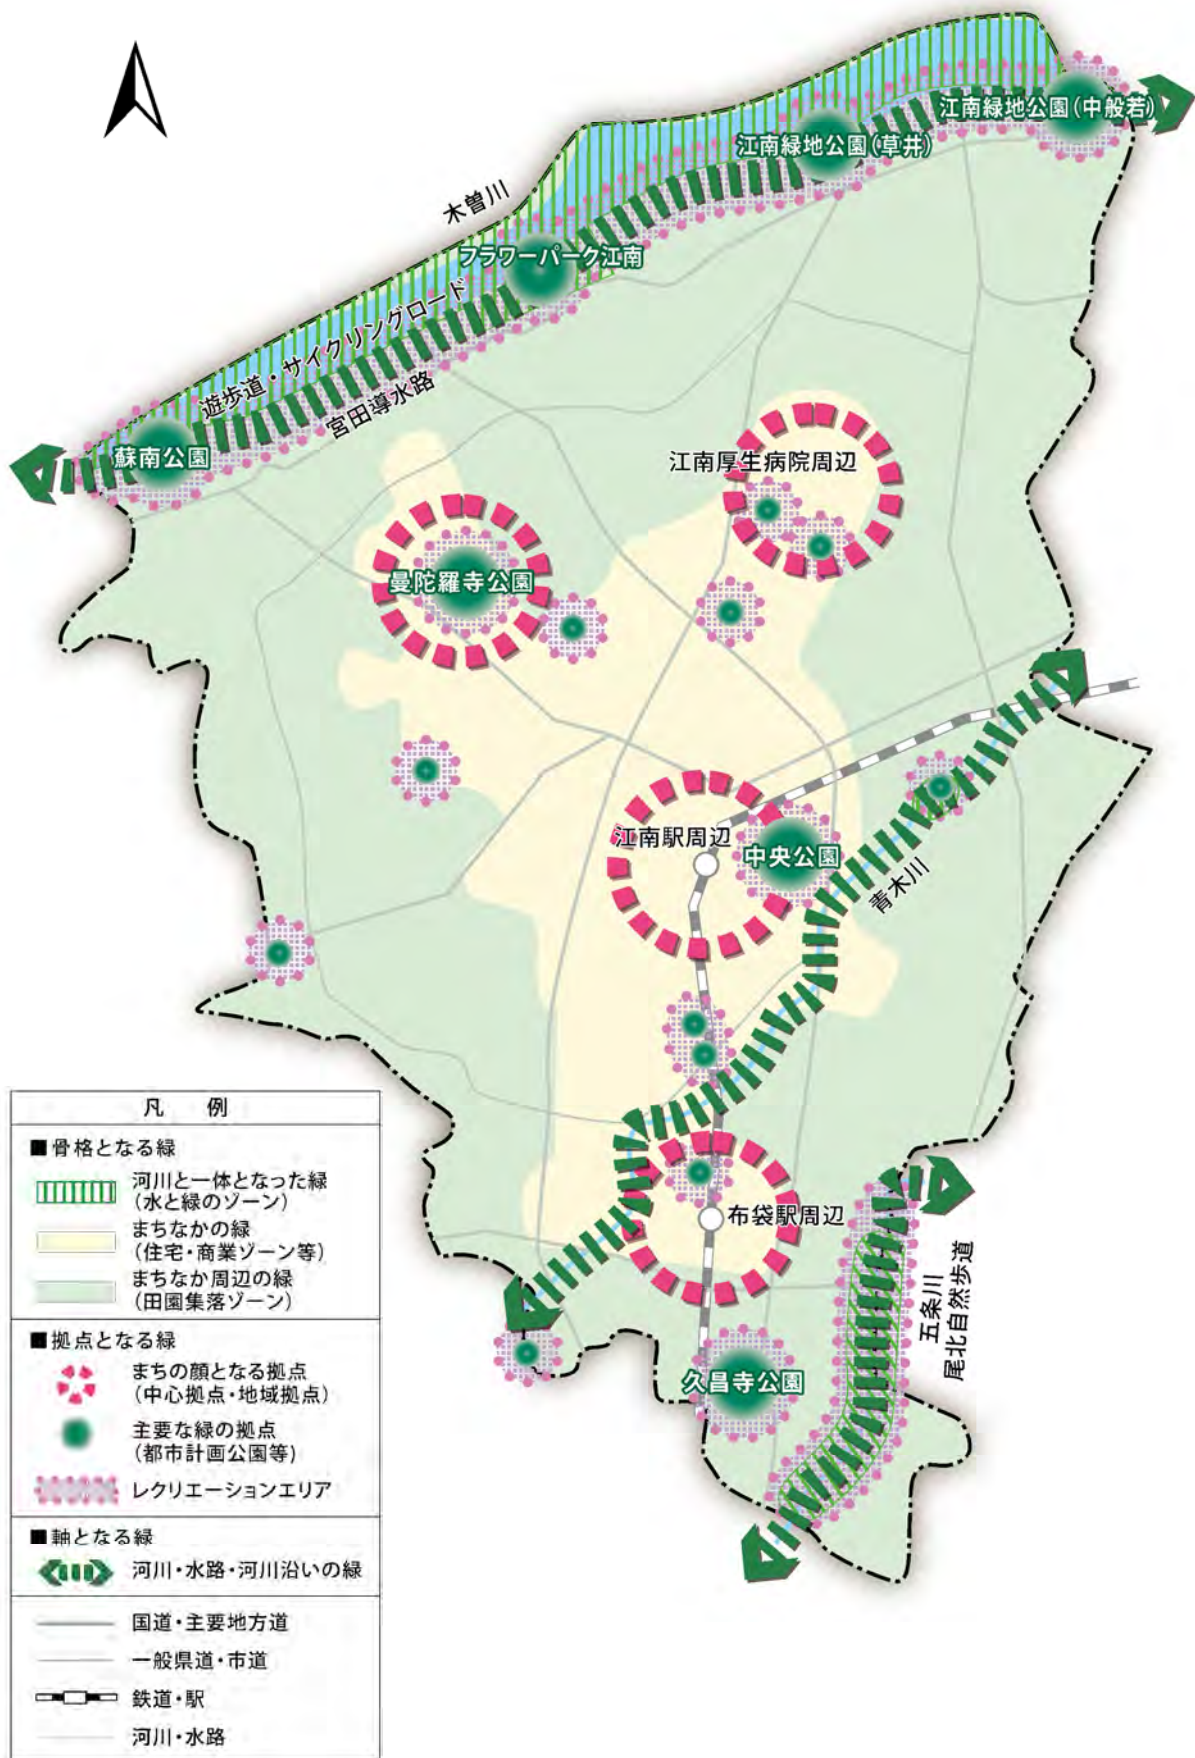 江南緑地公園(中般若)
江南緑地公園(草井)
木曽川
フラワーパーク江南
遊歩道・サイクリングロード
宮田導水路
蘇南公園
江南厚生病院周辺
曼陀羅寺公園
江南駅周辺
中央公園
青木川
布袋駅周辺
五条川
尾北自然歩道
久昌寺公園
凡 例
■骨格となる緑
河川と一体となった緑
(水と緑のゾーン)
まちなかの緑
(住宅・商業ゾーン等)
まちなか周辺の緑
(田園集落ゾーン)
■拠点となる緑
まちの顔となる拠点
(中心拠点・地域拠点)
主要な緑の拠点
(都市計画公園等)
レクリエーションエリア
■軸となる緑
河川・水路・河川沿いの緑
国道・主要地方道
一般県道・市道
鉄道・駅
河川・水路